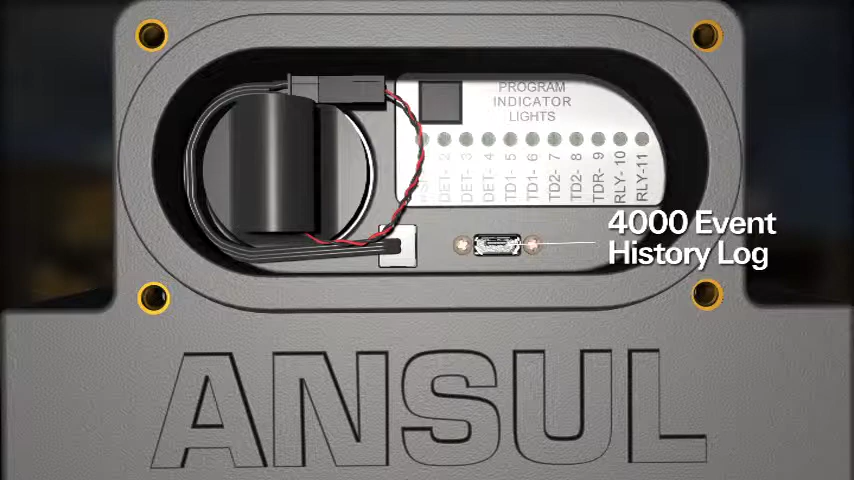 PROGRAM
INDICATOR
LIGHTS
DET- 2
DET- 3
DET- 4
TD1- 5
TD1- 6
TD2- 7
TD2- 8
TDR- 9
RLY- 10
RLY-11
4000 Event
History Log
ANSUL